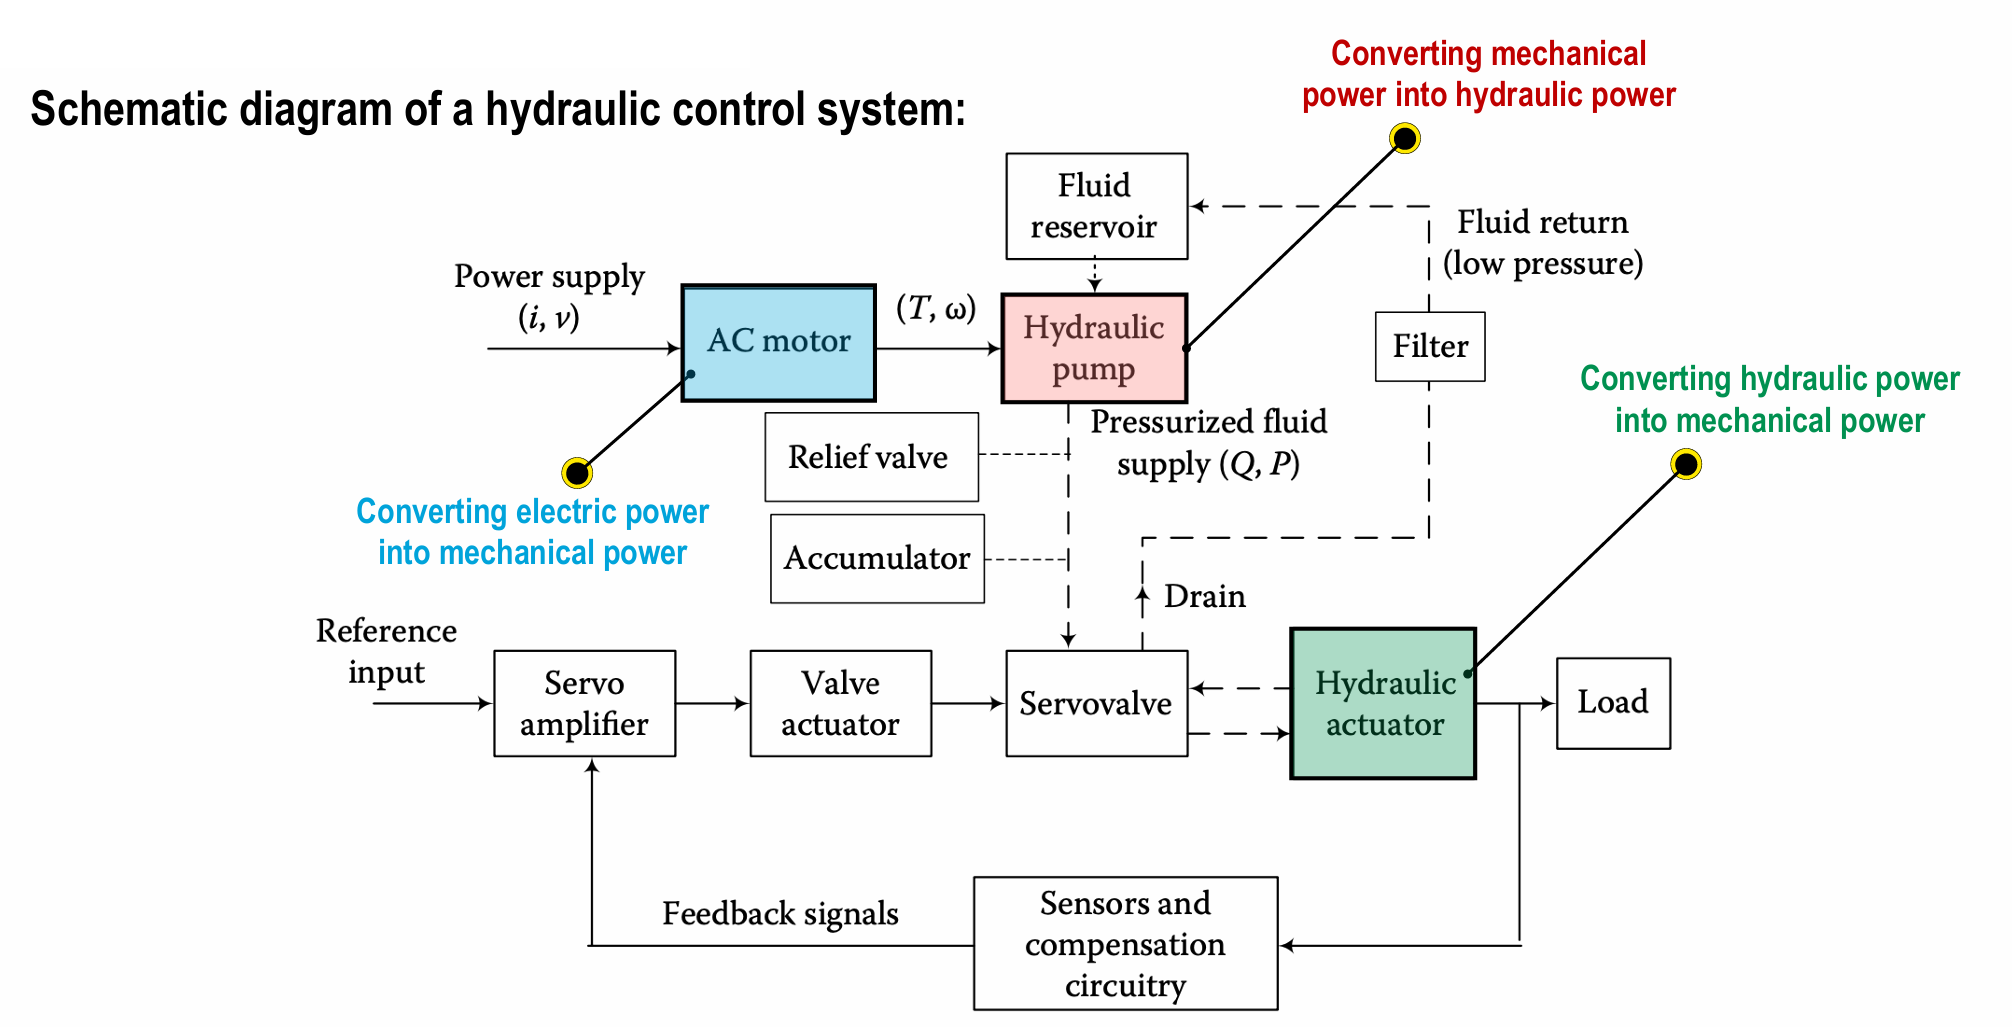 Schematic diagram of a hydraulic control system:
Converting mechanical
power into hydraulic power
Fluid
reservoir
Fluid return
(low pressure)
Power supply
(i, v)
AC motor
(T, ω)
Hydraulic
pump
Filter
Converting hydraulic power
into mechanical power
Relief valve
Pressurized fluid
supply (Q, P)
Converting electric power
into mechanical power
Accumulator
Drain
Reference
input
Servo
amplifier
Valve
actuator
Servovalve
Hydraulic
actuator
Load
Feedback signals
Sensors and
compensation
circuitry